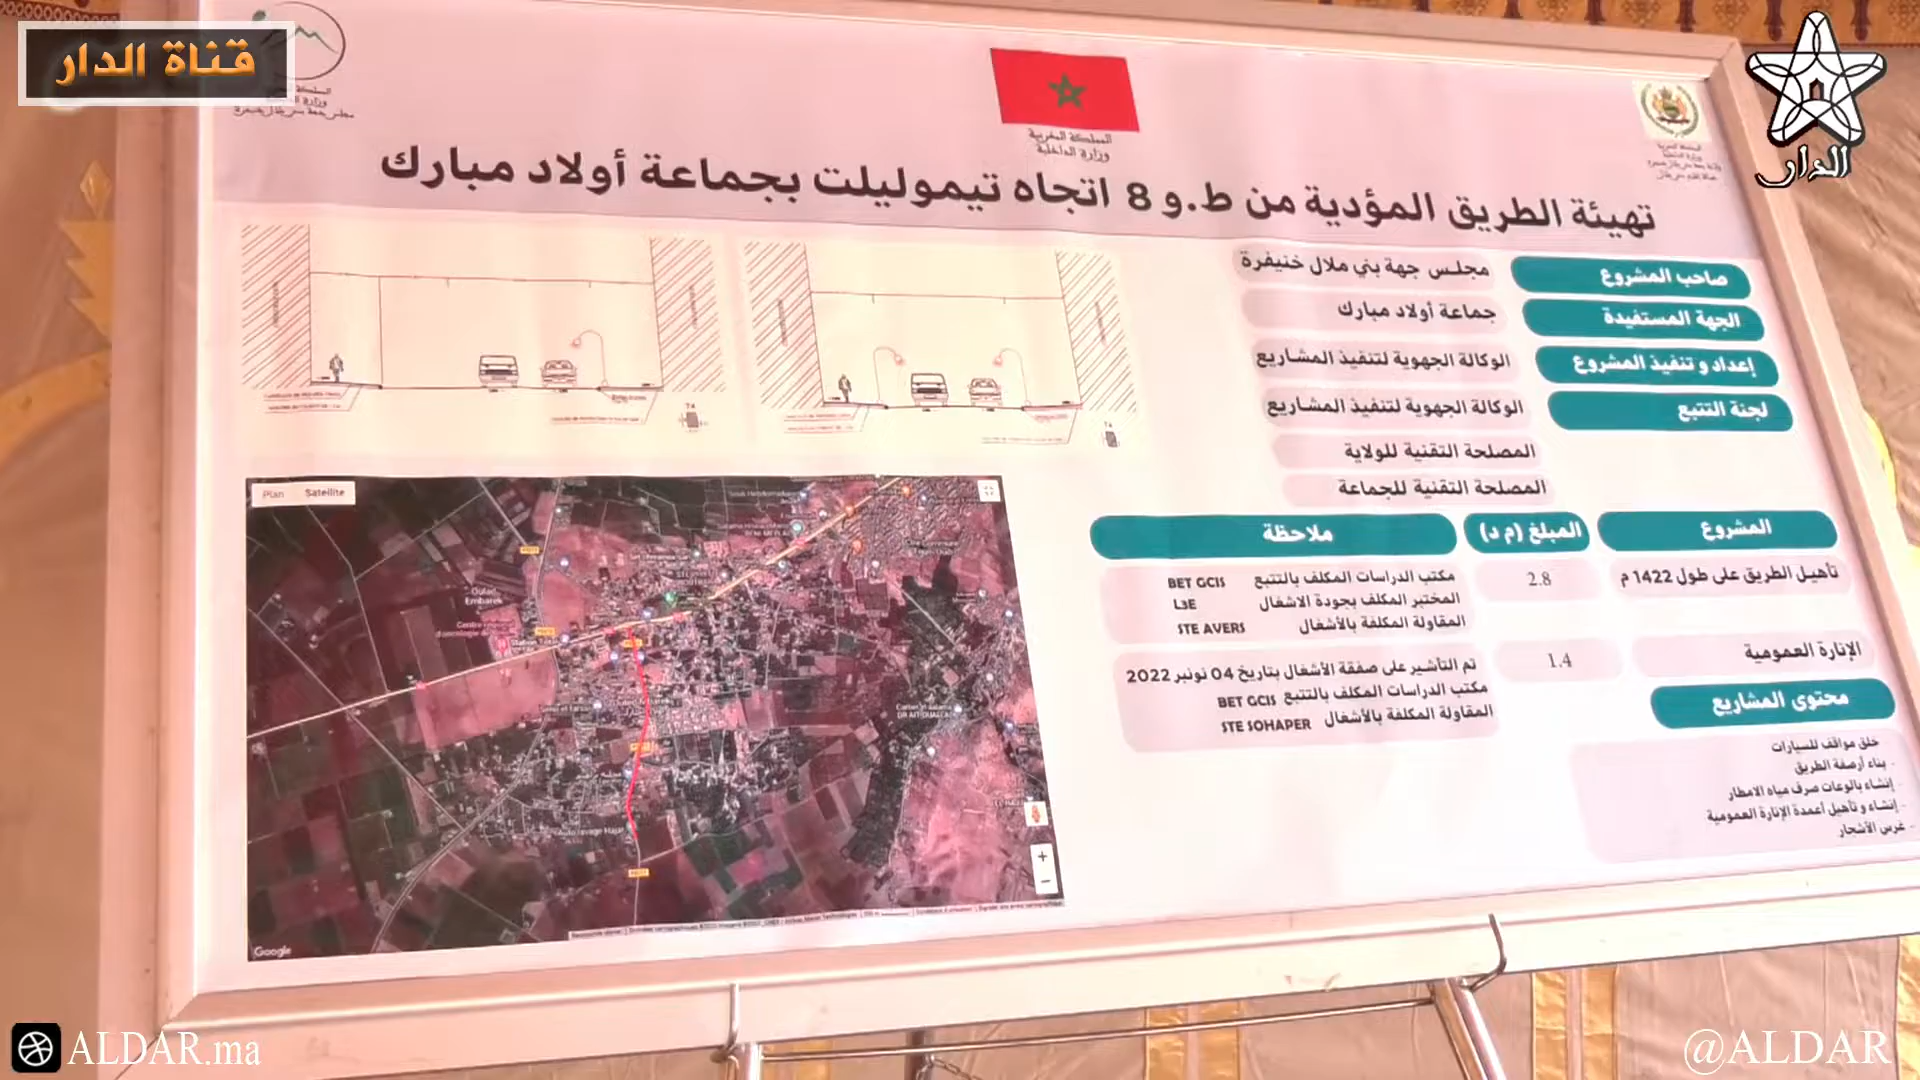 قناة الدار
المملكة المغربية
وزارة الداخلية
الدار
تهيئة الطريق المؤدية من ط.و 8 اتجاه تيموليلت بجماعة أولاد مبارك
صاحب المشروع
مجلس جهة بني ملال خنيفرة
الجهة المستفيدة
جماعة أولاد مبارك
إعداد و تنفيذ المشروع
الوكالة الجهوية لتنفيذ المشاريع
لجنة التتبع
الوكالة الجهوية لتنفيذ المشاريع
المصلحة التقنية للولاية
المصلحة التقنية للجماعة
المشروع
المبلغ (م د)
ملاحظة
تأهيل الطريق على طول 1422 م
2.8
مكتب الدراسات المكلف بالتتبع BET GCIS
المختبر المكلف بجودة الاشغال L3E
المقاولة المكلفة بالأشغال STE AVERS
الإنارة العمومية
1.4
تم التأشير على صفقة الأشغال بتاريخ 04 نونبر 2022
مكتب الدراسات المكلف بالتتبع BET GCIS
المقاولة المكلفة بالأشغال STE SOHAPER
محتوى المشاريع
خلق مواقف للسيارات
- بناء أرصفة الطريق
- إنشاء بالوعات صرف مياه الامطار
- إنشاء و تأهيل أعمدة الإنارة العمومية
- غرس الأشجار
Plan Satellite
Oulad
Embarek
Google
ALDAR.ma
@ALDAR